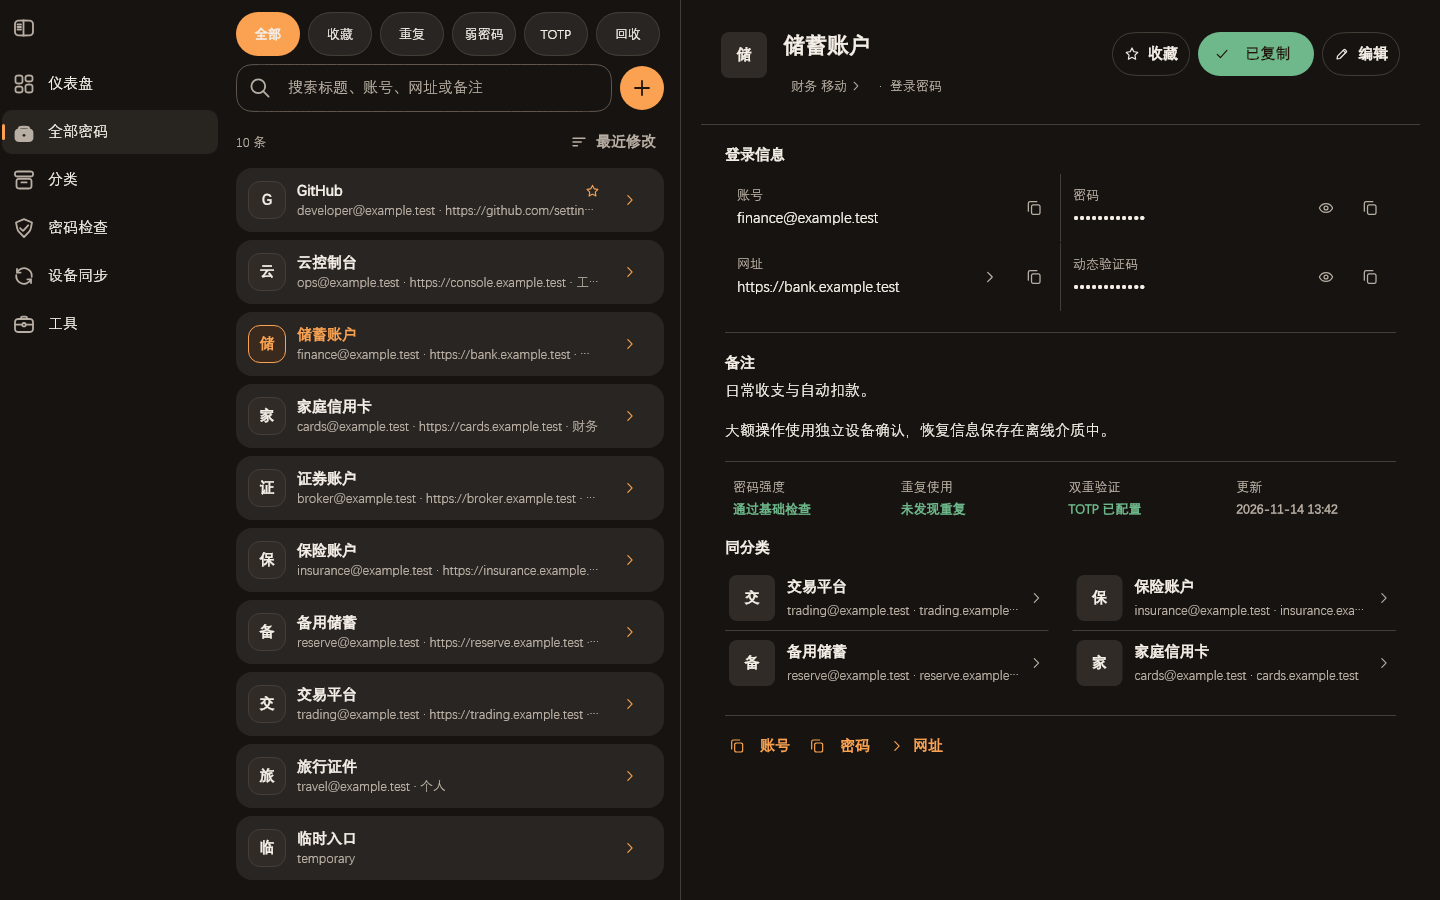 仪表盘
全部密码
分类
密码检查
设备同步
工具
全部 收藏 重复 弱密码 TOTP 回收
搜索标题、账号、网址或备注
10 条 最近修改
G GitHub
developer@example.test · https://github.com/settin…
云 云控制台
ops@example.test · https://console.example.test · 工…
储 储蓄账户
finance@example.test · https://bank.example.test · …
家 家庭信用卡
cards@example.test · https://cards.example.test · 财务
证 证券账户
broker@example.test · https://broker.example.test · …
保 保险账户
insurance@example.test · https://insurance.example.…
备 备用储蓄
reserve@example.test · https://reserve.example.test ·…
交 交易平台
trading@example.test · https://trading.example.test ·…
旅 旅行证件
travel@example.test · 个人
临 临时入口
temporary
储 储蓄账户
财务 移动 · 登录密码
收藏 已复制 编辑
登录信息
账号
finance@example.test
密码
••••••••••••
网址
https://bank.example.test
动态验证码
••••••••••••
备注
日常收支与自动扣款。
大额操作使用独立设备确认，恢复信息保存在离线介质中。
密码强度 重复使用 双重验证 更新
通过基础检查 未发现重复 TOTP 已配置 2026-11-14 13:42
同分类
交 交易平台
trading@example.test · trading.example…
保 保险账户
insurance@example.test · insurance.exa…
备 备用储蓄
reserve@example.test · reserve.example…
家 家庭信用卡
cards@example.test · cards.example.test
账号 密码 网址